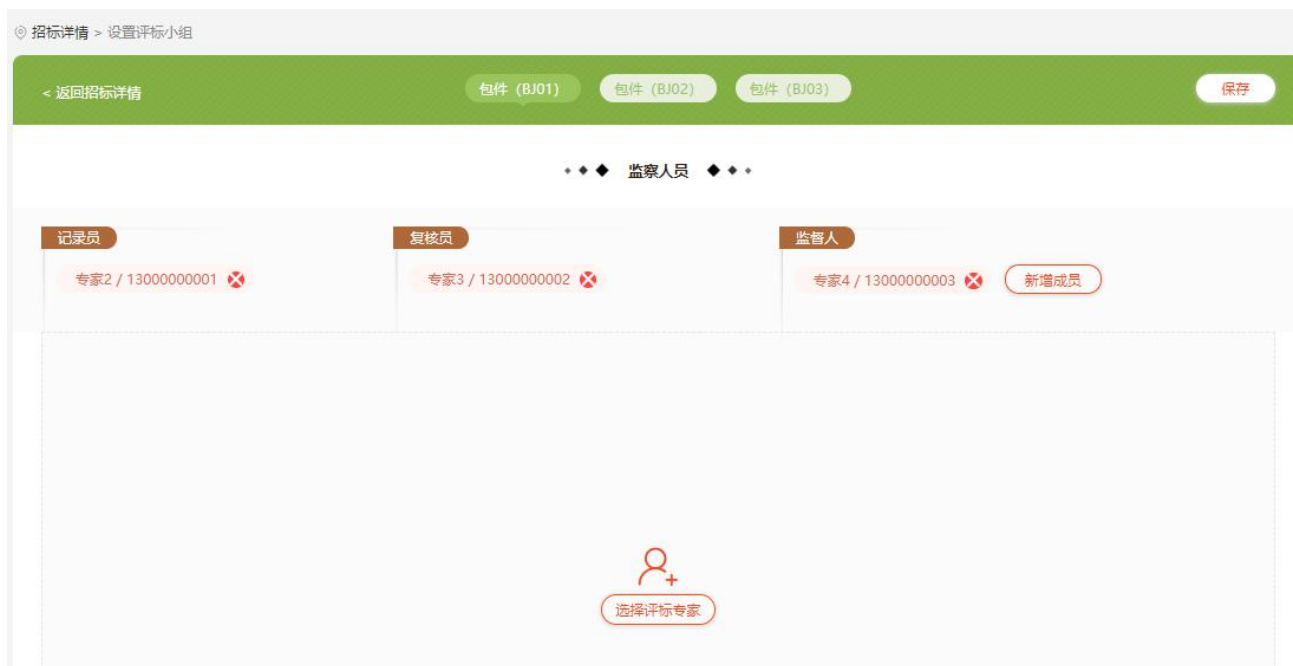 招标详情 > 设置评标小组
< 返回招标详情 包件（BJ01） 包件（BJ02） 包件（BJ03） 保存
监察人员
记录员 复核员 监督人
专家2 / 13000000001 专家3 / 13000000002 专家4 / 13000000003 新增成员
选择评标专家